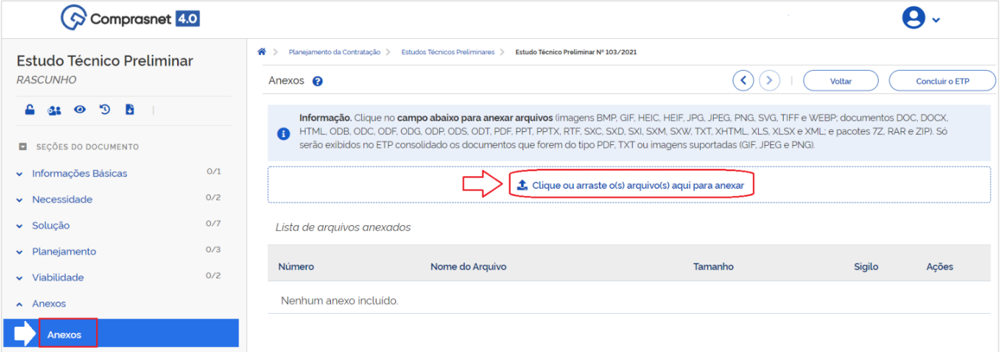 Comprasnet 4.0
Estudo Técnico Preliminar
RASCUNHO
SEÇÕES DO DOCUMENTO
Informações Básicas 0/1
Necessidade 0/2
Solução 0/7
Planejamento 0/3
Viabilidade 0/2
Anexos
Anexos
Planejamento da Contratação > Estudos Técnicos Preliminares > Estudo Técnico Preliminar Nº 103/2021
Anexos ?
Voltar
Concluir o ETP
Informação. Clique no campo abaixo para anexar arquivos (imagens BMP, GIF, HEIC, HEIF, JPG, JPEG, PNG, SVG, TIFF e WEBP; documentos DOC, DOCX,
HTML, ODB, ODC, ODF, ODG, ODP, ODS, ODT, PDF, PPT, PPTX, RTF, SXC, SXD, SXI, SXM, SXW, TXT, XHTML, XLS, XLSX e XML; e pacotes 7Z, RAR e ZIP). Só
serão exibidos no ETP consolidado os documentos que forem do tipo PDF, TXT ou imagens suportadas (GIF, JPEG e PNG).
Clique ou arraste o(s) arquivo(s) aqui para anexar
Lista de arquivos anexados
Número Nome do Arquivo Tamanho Sigilo Ações
Nenhum anexo incluído.